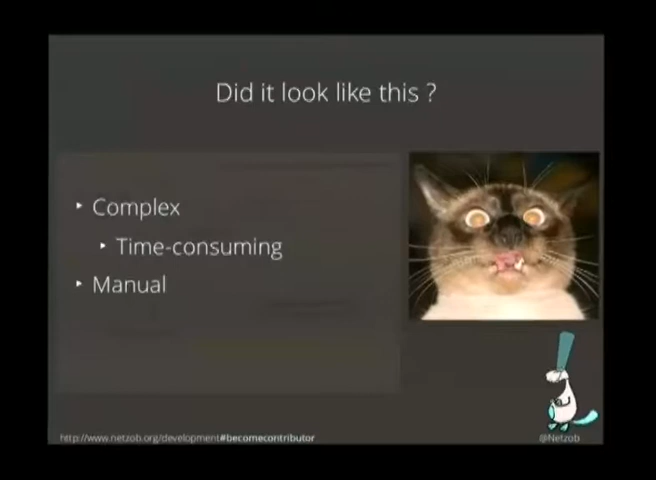 Did it look like this ?
‣ Complex
‣ Time-consuming
‣ Manual
http://www.netzob.org/development#becomecontributor
@Netzob